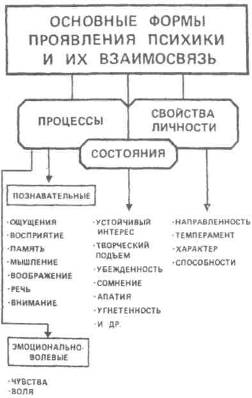 ОСНОВНЫЕ ФОРМЫ
ПРОЯВЛЕНИЯ ПСИХИКИ
И ИХ ВЗАИМОСВЯЗЬ
ПРОЦЕССЫ
СВОЙСТВА
ЛИЧНОСТИ
СОСТОЯНИЯ
ПОЗНАВАТЕЛЬНЫЕ
·ОЩУЩЕНИЯ
·ВОСПРИЯТИЕ
·ПАМЯТЬ
·МЫШЛЕНИЕ
·ВООБРАЖЕНИЕ
·РЕЧЬ
·ВНИМАНИЕ
ЭМОЦИОНАЛЬНО-
ВОЛЕВЫЕ
·ЧУВСТВА
·ВОЛЯ
·УСТОЙЧИВЫЙ
ИНТЕРЕС
·ТВОРЧЕСКИЙ
ПОДЪЕМ
·УБЕЖДЕННОСТЬ
·СОМНЕНИЕ
·АПАТИЯ
·УГНЕТЕННОСТЬ
·И ДР.
·НАПРАВЛЕННОСТЬ
·ТЕМПЕРАМЕНТ
·ХАРАКТЕР
·СПОСОБНОСТИ